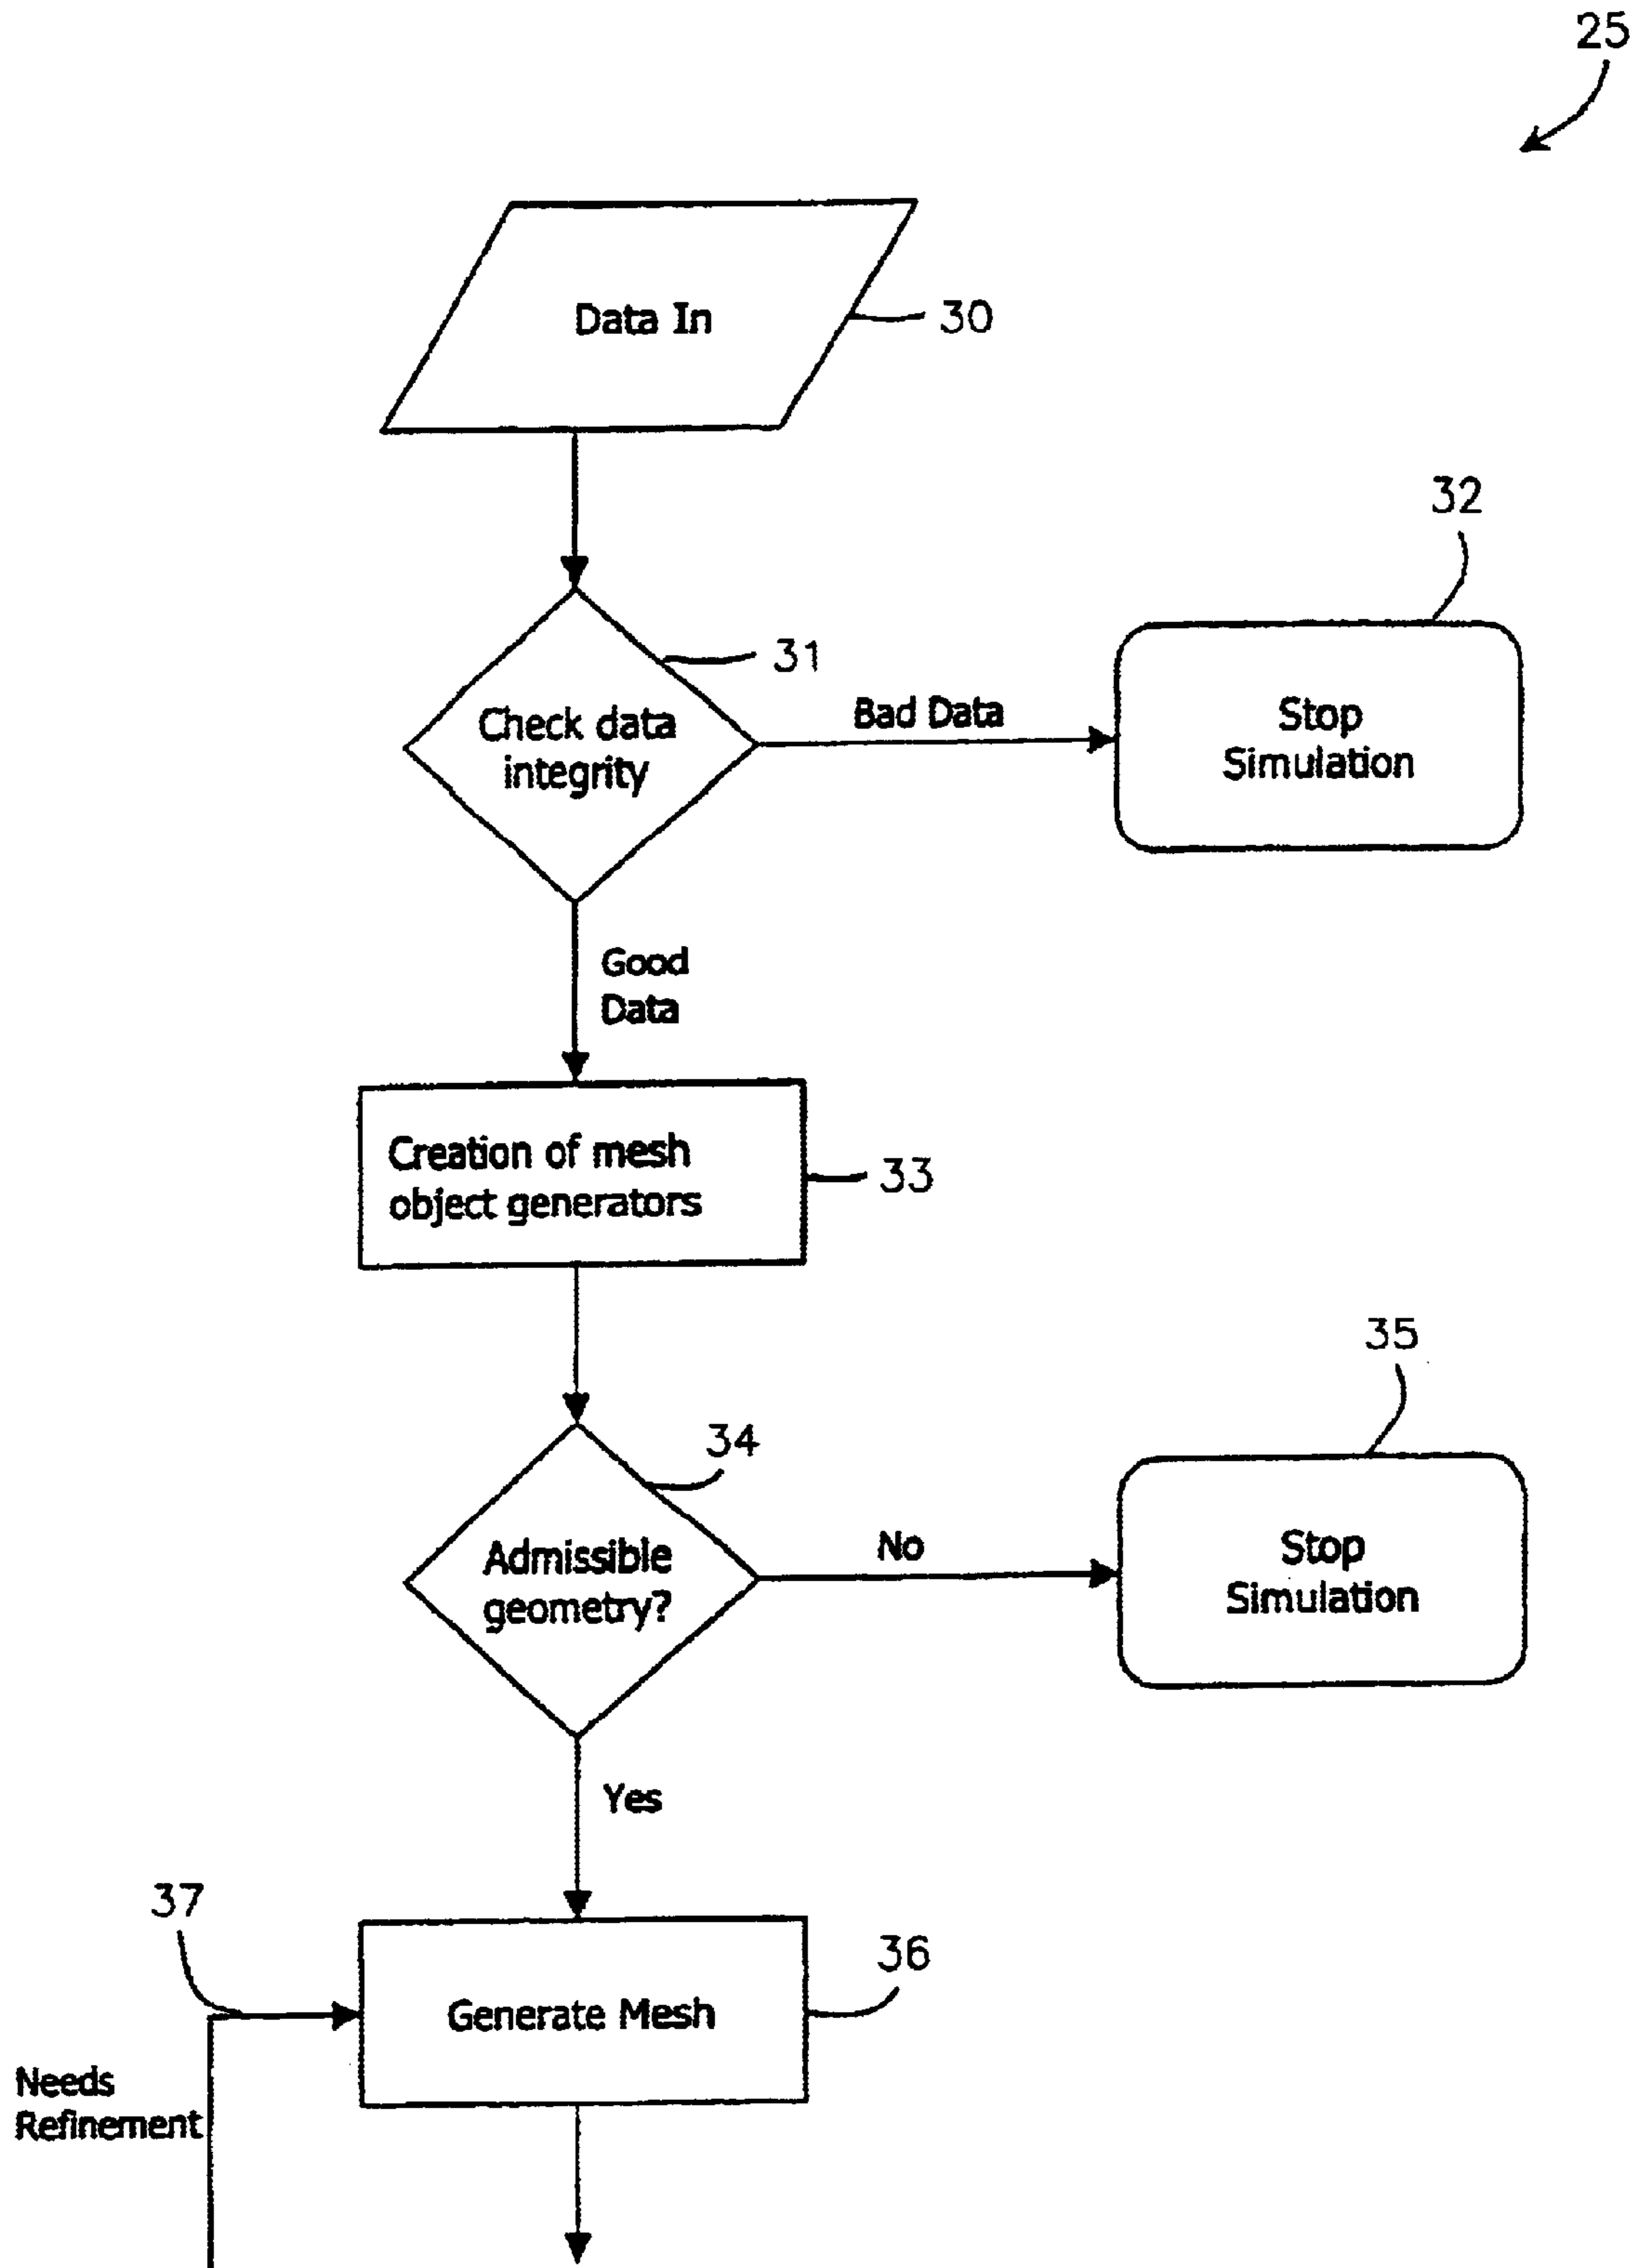 25
Data In
30
32
31
Check data
integrity
Bad Data
Stop
Simulation
Good
Data
Creation of mesh
object generators
33
35
34
Admissible
geometry?
No
Stop
Simulation
Yes
37
36
Generate Mesh
Needs
Refinement